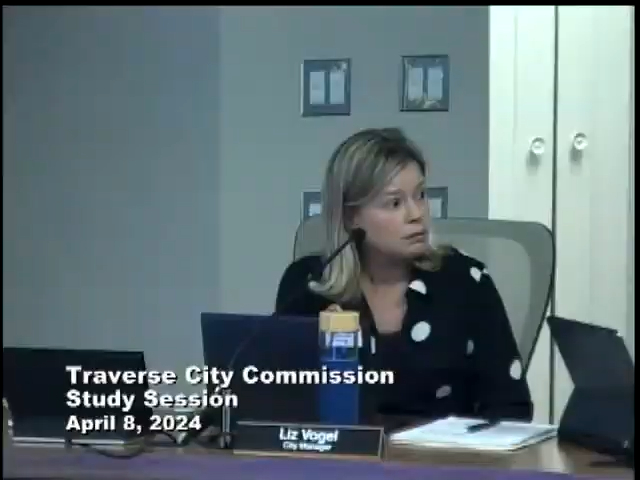 Traverse City Commission
Study Session
April 8, 2024
Liz Vogel
City Manager